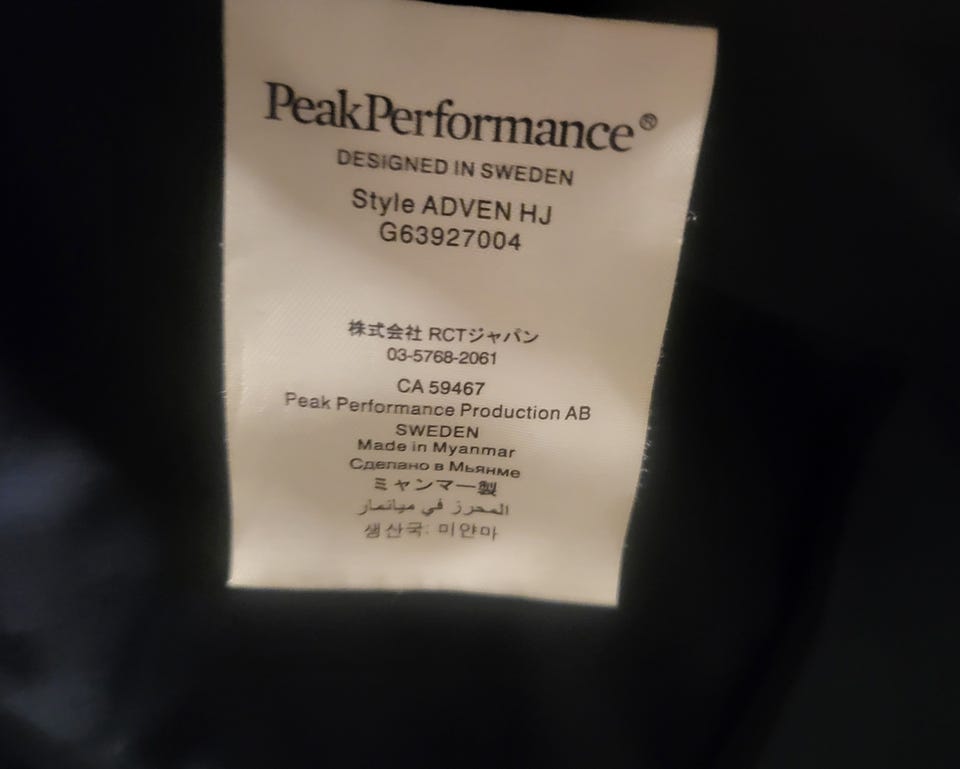 PeakPerformance®
DESIGNED IN SWEDEN
Style ADVEN HJ
G63927004
株式会社 RCTジャパン
03-5768-2061
CA 59467
Peak Performance Production AB
SWEDEN
Made in Myanmar
Сделано в Мьянме
ミャンマー製
المحرز في ميانمار
생산국: 미얀마